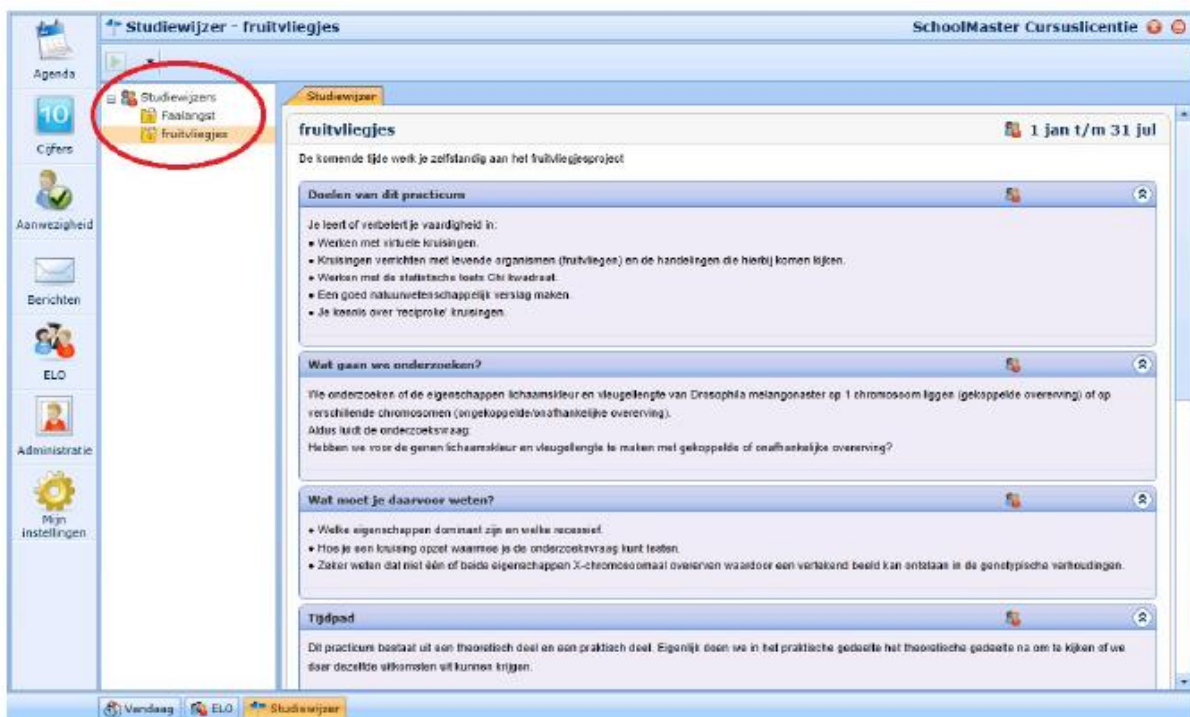 Studiewijzer - fruitvliegjes
SchoolMaster Cursuslicentie
Agenda
10
Cijfers
Aanwezigheid
Berichten
ELO
Administratie
Mijn
instellingen
Studiewijzers
Faalangst
fruitvliegjes
Studiewijzer
fruitvliegjes
1 jan t/m 31 jul
De komende tijde werk je zelfstandig aan het fruitvliegjesproject
Doelen van dit practicum
Je leert of verbetert je vaardigheid in:
• Werken met virtuele kruisingen.
• Kruisingen verrichten met levende organismen (fruitvliegen) en de handelingen die hierbij komen kijken.
• Werken met de statistische toets Chi kwadraat.
• Een goed natuurwetenschappelijk verslag maken.
• Je kennis over 'reciproke' kruisingen.
Wat gaan we onderzoeken?
We onderzoeken of de eigenschappen lichaamskleur en vleugellengte van Drosophila melangonaster op 1 chromosoom liggen (gekoppelde overerving) of op
verschillende chromosomen (ongekoppelde/onafhankelijke overerving).
Aldus luidt de onderzoeksvraag:
Hebben we voor de genen lichaamskleur en vleugellengte te maken met gekoppelde of onafhankelijke overerving?
Wat moet je daarvoor weten?
• Welke eigenschappen dominant zijn en welke recessief.
• Hoe je een kruising opzet waarmee je de onderzoeksvraag kunt testen.
• Zeker weten dat niet één of beide eigenschappen X-chromosomaal overerven waardoor een vertekend beeld kan ontstaan in de genotypische verhoudingen.
Tijdpad
Dit practicum bestaat uit een theoretisch deel en een praktisch deel. Eigenlijk doen we in het praktische gedeelte het theoretische gedeelte na om te kijken of we
daar dezelfde uitkomsten uit kunnen krijgen.
Vandaag
ELO
Studiewijzer